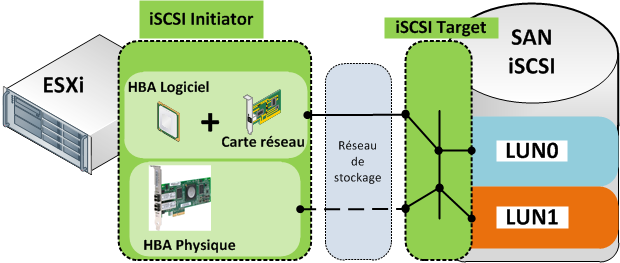 iSCSI Initiator
iSCSI Target
SAN
iSCSI
ESXi
HBA Logiciel
+
Carte réseau
Réseau
de
stockage
LUN0
LUN1
HBA Physique